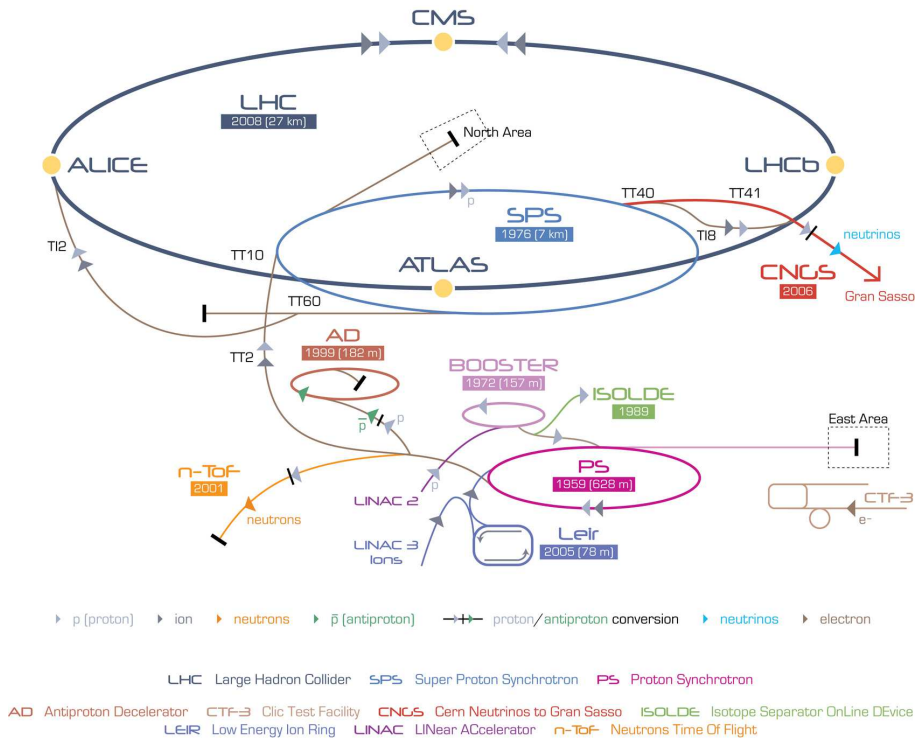 CMS
LHC
2008 (27 km)
North Area
ALICE
LHCb
TT40
TT41
p
SPS
1976 (7 km)
TI8
neutrinos
TI2
TT10
ATLAS
CNGS
2006
Gran Sasso
TT60
AD
1999 (182 m)
TT2
BOOSTER
1972 (157 m)
ISOLDE
1989
p̅
p
East Area
n-ToF
2001
PS
1959 (628 m)
LINAC 2
p
CTF-3
e-
neutrons
LINAC 3
Ions
Leir
2005 (78 m)
p (proton)
ion
neutrons
p̅ (antiproton)
proton/antiproton conversion
neutrinos
electron
LHC Large Hadron Collider SPS Super Proton Synchrotron PS Proton Synchrotron
AD Antiproton Decelerator CTF-3 Clic Test Facility CNGS Cern Neutrinos to Gran Sasso ISOLDE Isotope Separator OnLine DEvice
LEIR Low Energy Ion Ring LINAC LINear ACcelerator n-ToF Neutrons Time Of Flight